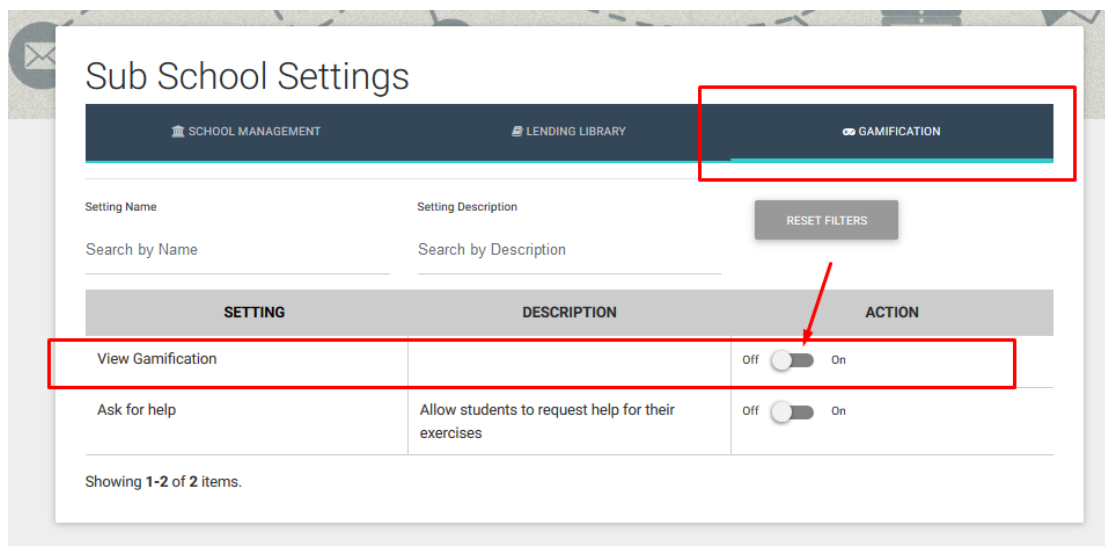 Sub School Settings
SCHOOL MANAGEMENT
LENDING LIBRARY
GAMIFICATION
Setting Name
Setting Description
RESET FILTERS
Search by Name
Search by Description
SETTING
DESCRIPTION
ACTION
View Gamification
Off
On
Ask for help
Allow students to request help for their
exercises
Off
On
Showing 1-2 of 2 items.